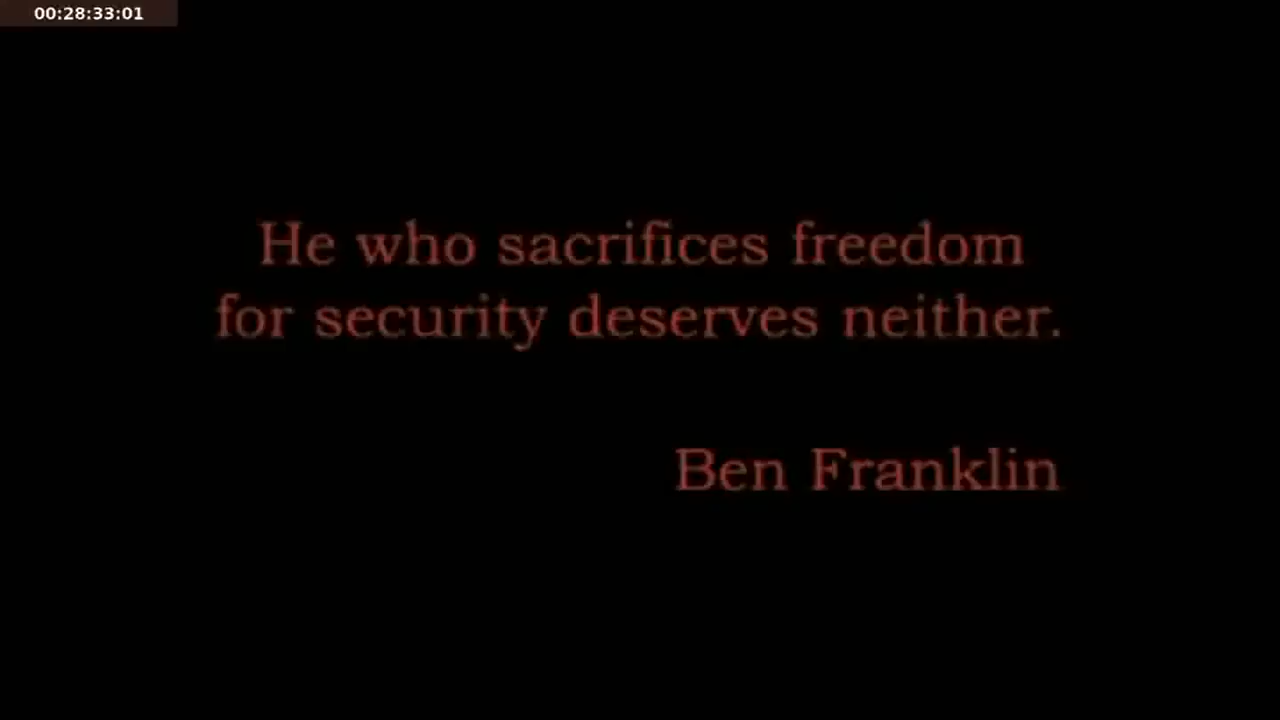 00:28:33:01
He who sacrifices freedom
for security deserves neither.
Ben Franklin